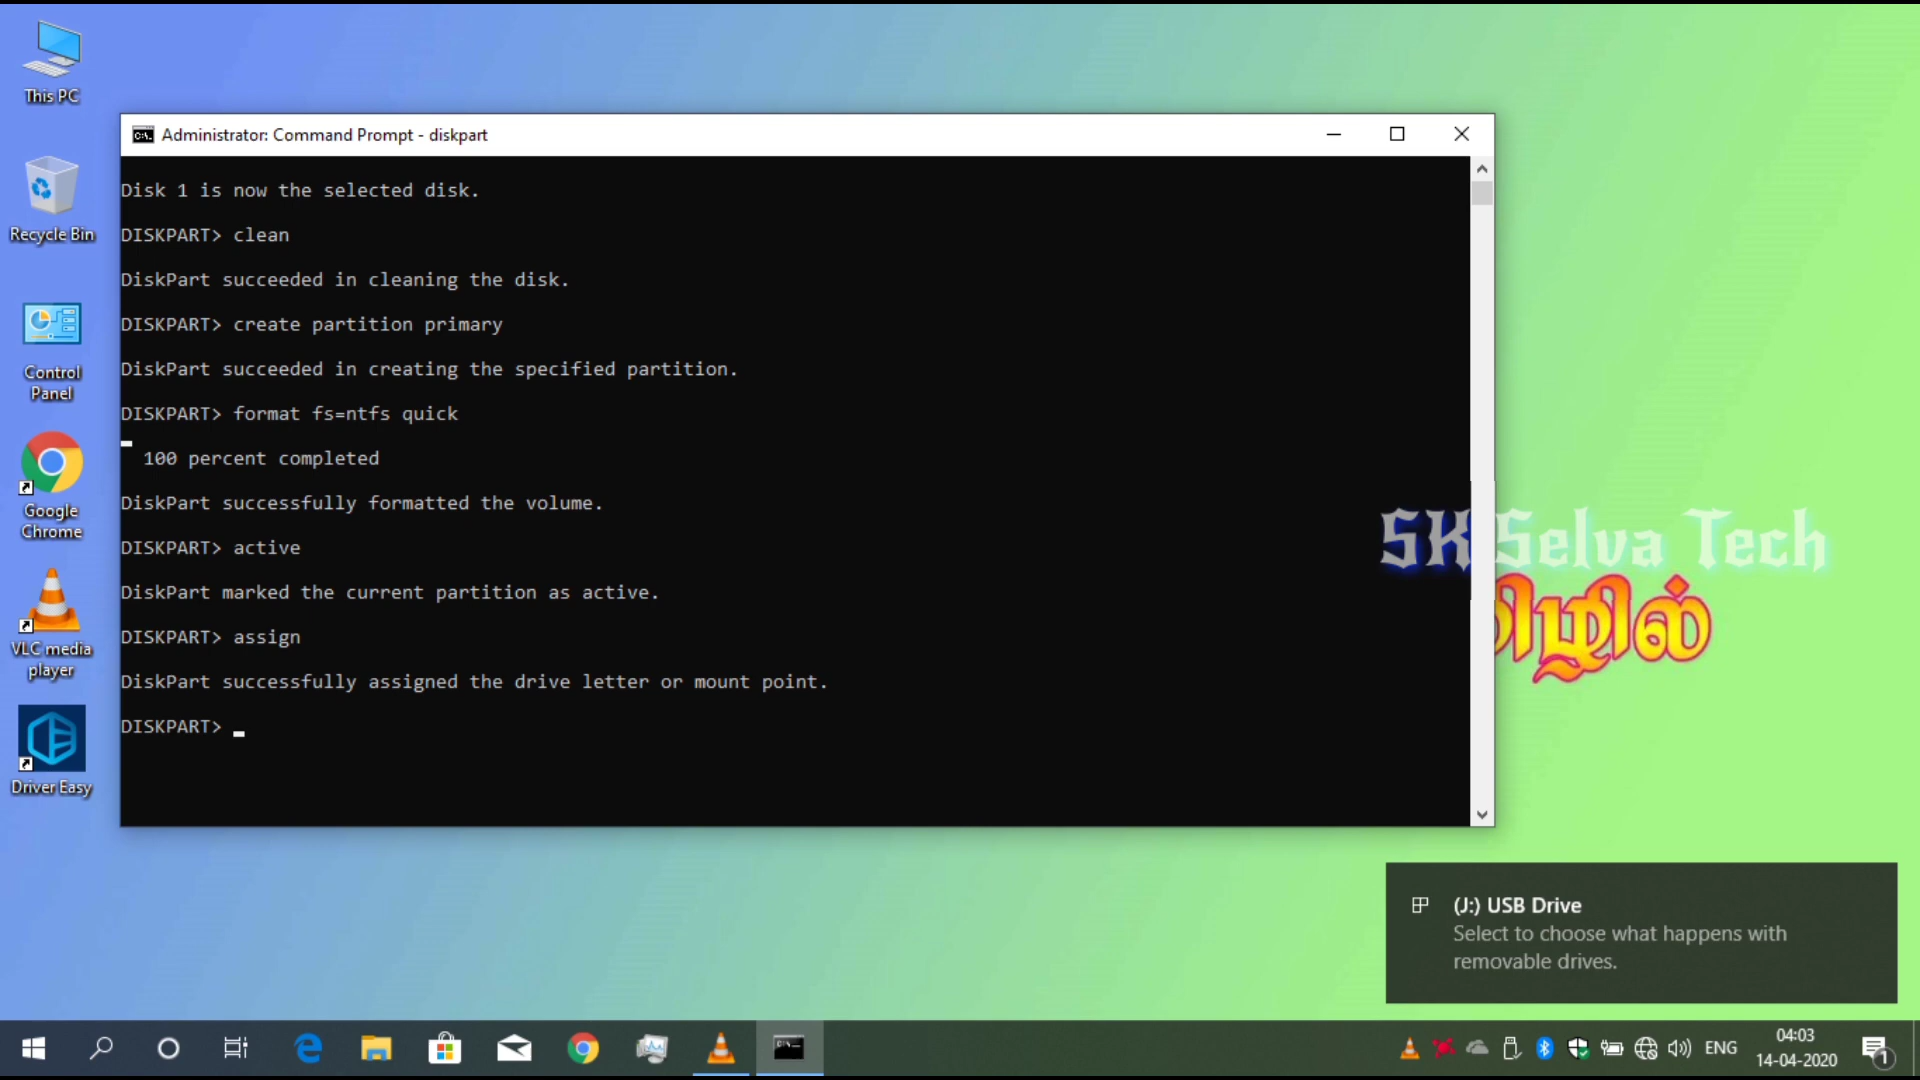 This PC
Recycle Bin
Control
Panel
Google
Chrome
VLC media
player
Driver Easy
Administrator: Command Prompt - diskpart
Disk 1 is now the selected disk.
DISKPART> clean
DiskPart succeeded in cleaning the disk.
DISKPART> create partition primary
DiskPart succeeded in creating the specified partition.
DISKPART> format fs=ntfs quick
100 percent completed
DiskPart successfully formatted the volume.
DISKPART> active
DiskPart marked the current partition as active.
DISKPART> assign
DiskPart successfully assigned the drive letter or mount point.
DISKPART>
SK Selva Tech
மிழில்
(J:) USB Drive
Select to choose what happens with
removable drives.
ENG
04:03
14-04-2020
1